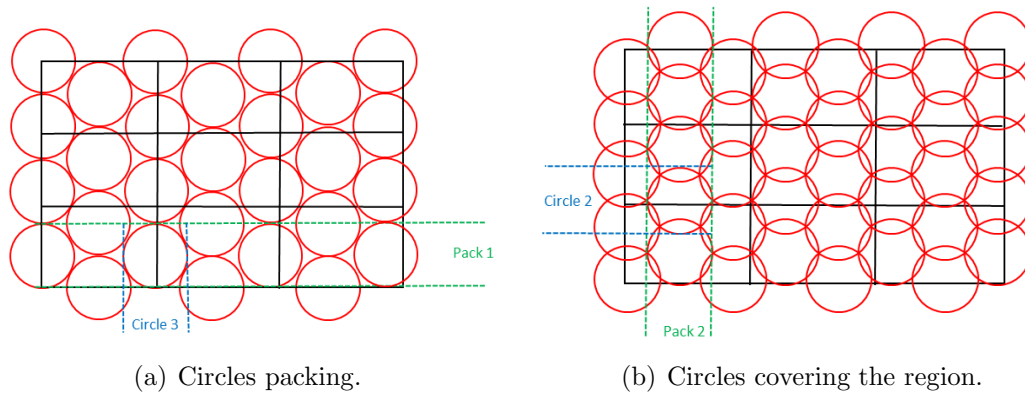 Pack 1
Circle 3
(a) Circles packing.
Circle 2
Pack 2
(b) Circles covering the region.